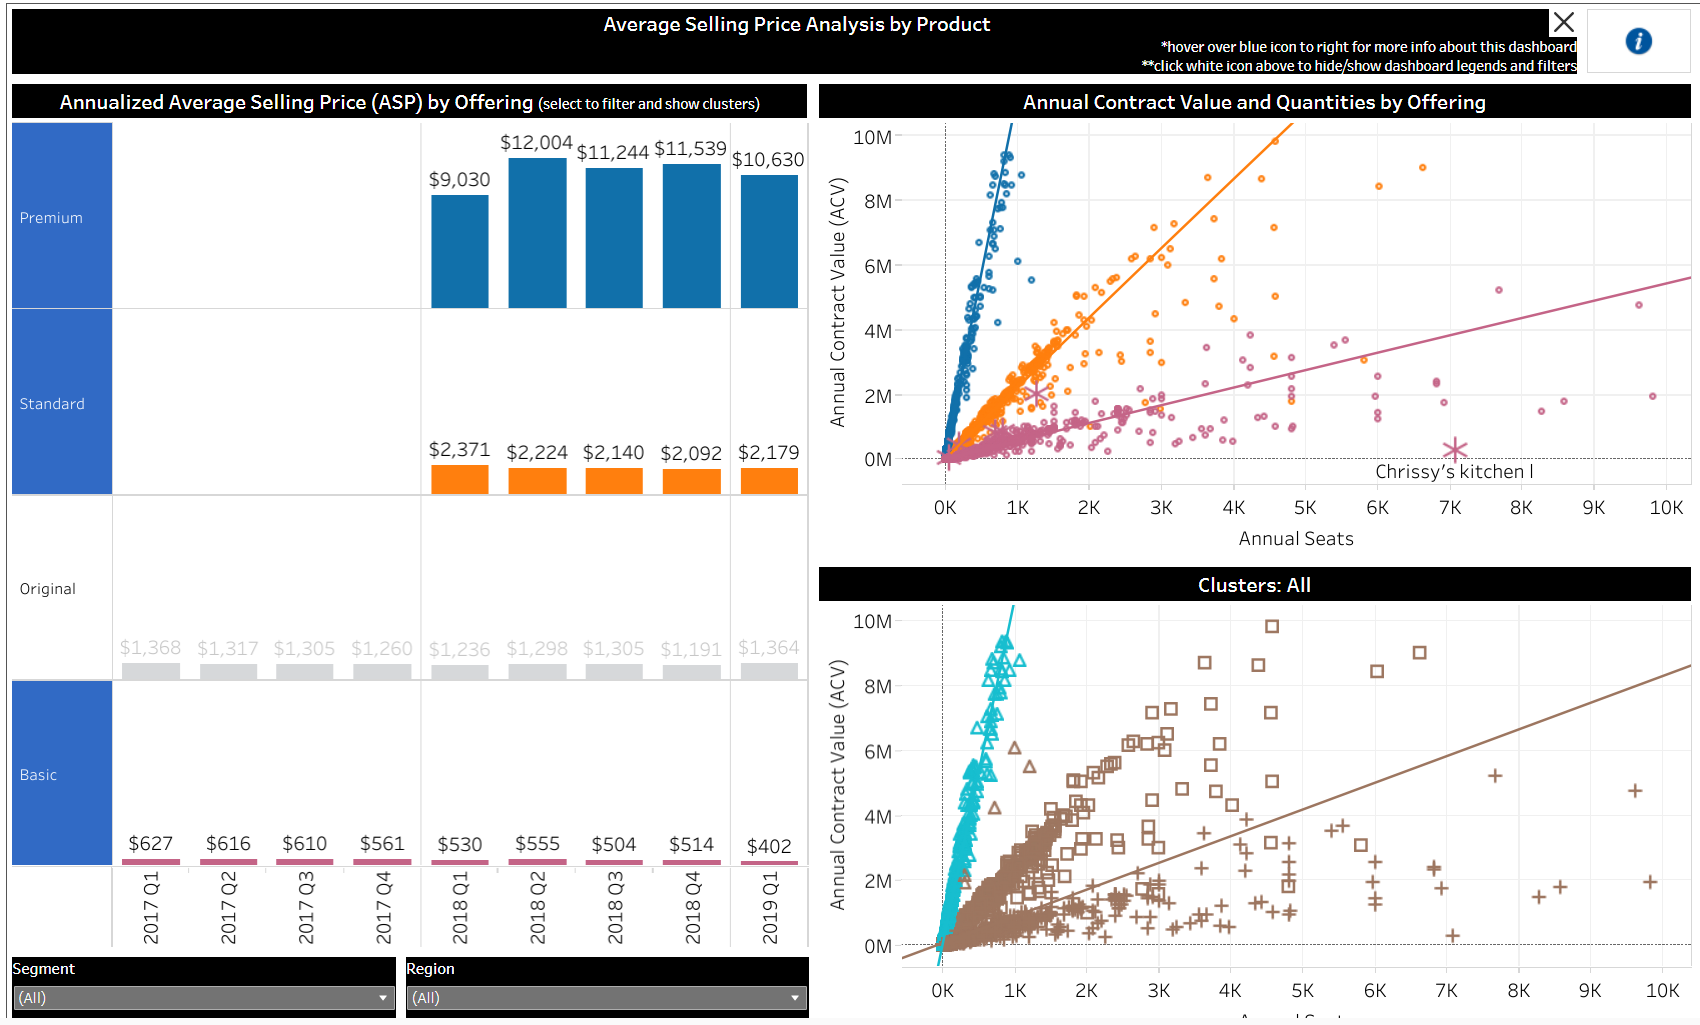 Average Selling Price Analysis by Product
*hover over blue icon to right for more info about this dashboard
**click white icon above to hide/show dashboard legends and filters
i
Annualized Average Selling Price (ASP) by Offering (select to filter and show clusters)
Premium
$9,030 $12,004 $11,244 $11,539 $10,630
Standard
$2,371 $2,224 $2,140 $2,092 $2,179
Original
$1,368 $1,317 $1,305 $1,260 $1,236 $1,298 $1,305 $1,191 $1,364
Basic
$627 $616 $610 $561 $530 $555 $504 $514 $402
2017 Q1 2017 Q2 2017 Q3 2017 Q4 2018 Q1 2018 Q2 2018 Q3 2018 Q4 2019 Q1
Segment
(All)
Region
(All)
Annual Contract Value and Quantities by Offering
Annual Contract Value (ACV)
10M
8M
6M
4M
2M
0M
Chrissy's kitchen I
0K 1K 2K 3K 4K 5K 6K 7K 8K 9K 10K
Annual Seats
Clusters: All
Annual Contract Value (ACV)
10M
8M
6M
4M
2M
0M
0K 1K 2K 3K 4K 5K 6K 7K 8K 9K 10K